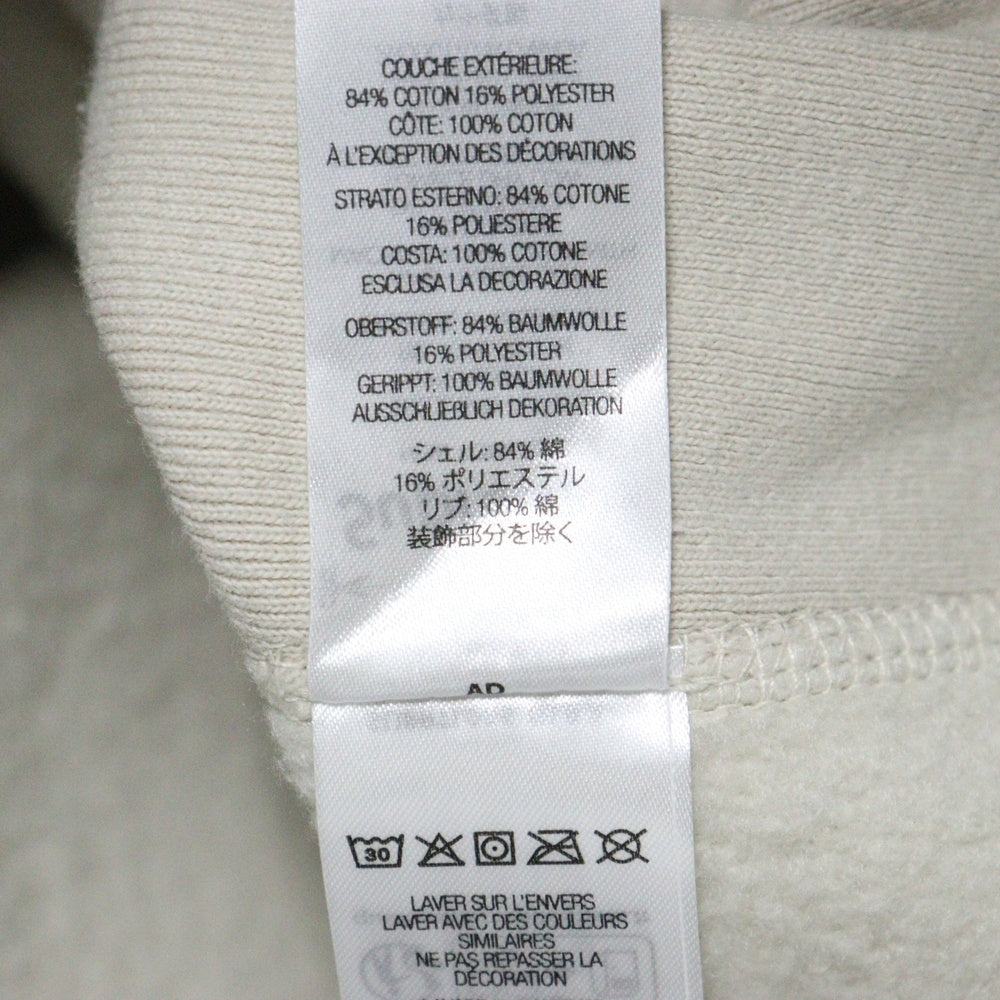 COUCHE EXTÉRIEURE:
84% COTON 16% POLYESTER
CÔTE: 100% COTON
À L'EXCEPTION DES DÉCORATIONS
STRATO ESTERNO: 84% COTONE
16% POLIESTERE
COSTA: 100% COTONE
ESCLUSA LA DECORAZIONE
OBERSTOFF: 84% BAUMWOLLE
16% POLYESTER
GERIPPT: 100% BAUMWOLLE
AUSSCHLIEßLICH DEKORATION
シェル: 84% 綿
16% ポリエステル
リブ: 100% 綿
装飾部分を除く
30
LAVER SUR L'ENVERS
LAVER AVEC DES COULEURS
SIMILAIRES
NE PAS REPASSER LA
DÉCORATION